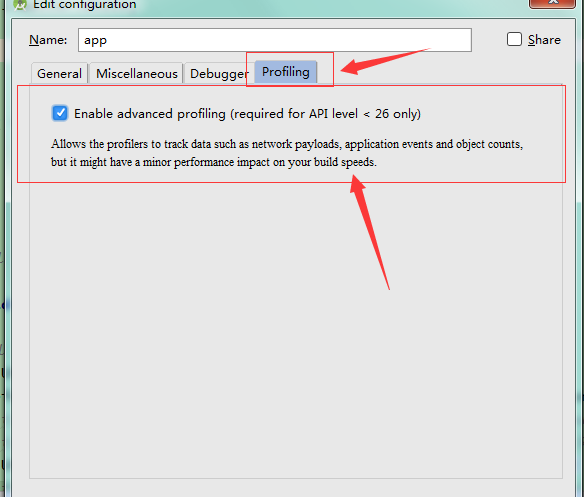 Edit configuration
Name: app Share
General Miscellaneous Debugger Profiling
Enable advanced profiling (required for API level < 26 only)
Allows the profilers to track data such as network payloads, application events and object counts,
but it might have a minor performance impact on your build speeds.